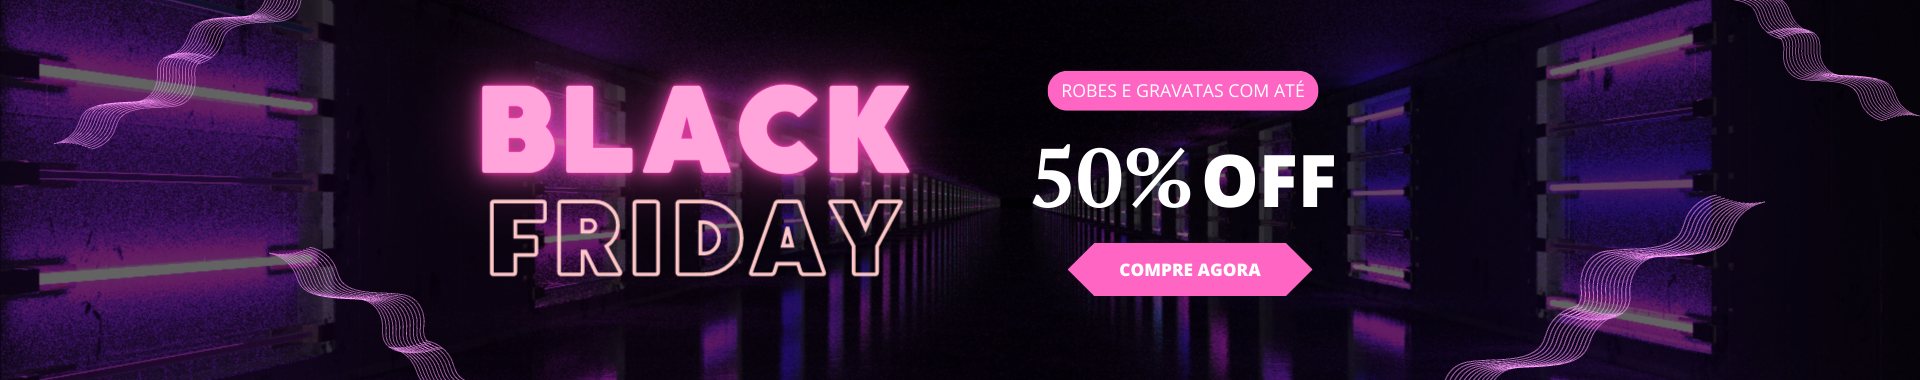 BLACK
FRIDAY
ROBES E GRAVATAS COM ATÉ
50% OFF
COMPRE AGORA